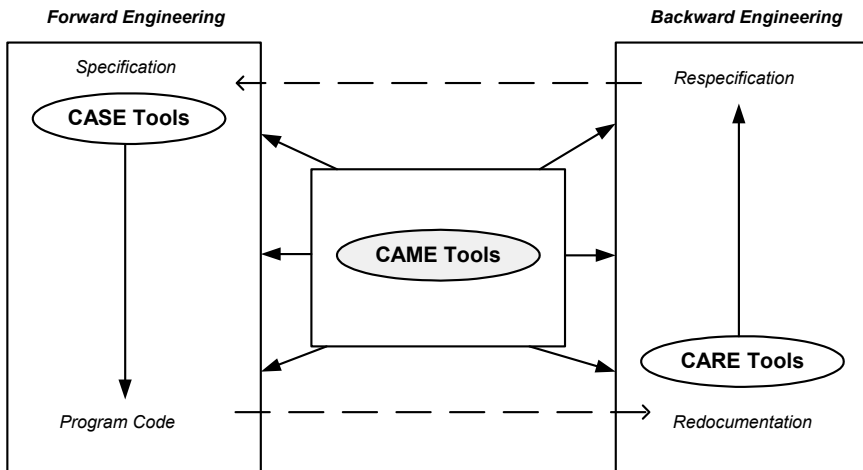 Forward Engineering
Backward Engineering
Specification
Respecification
CASE Tools
CAME Tools
CARE Tools
Program Code
Redocumentation